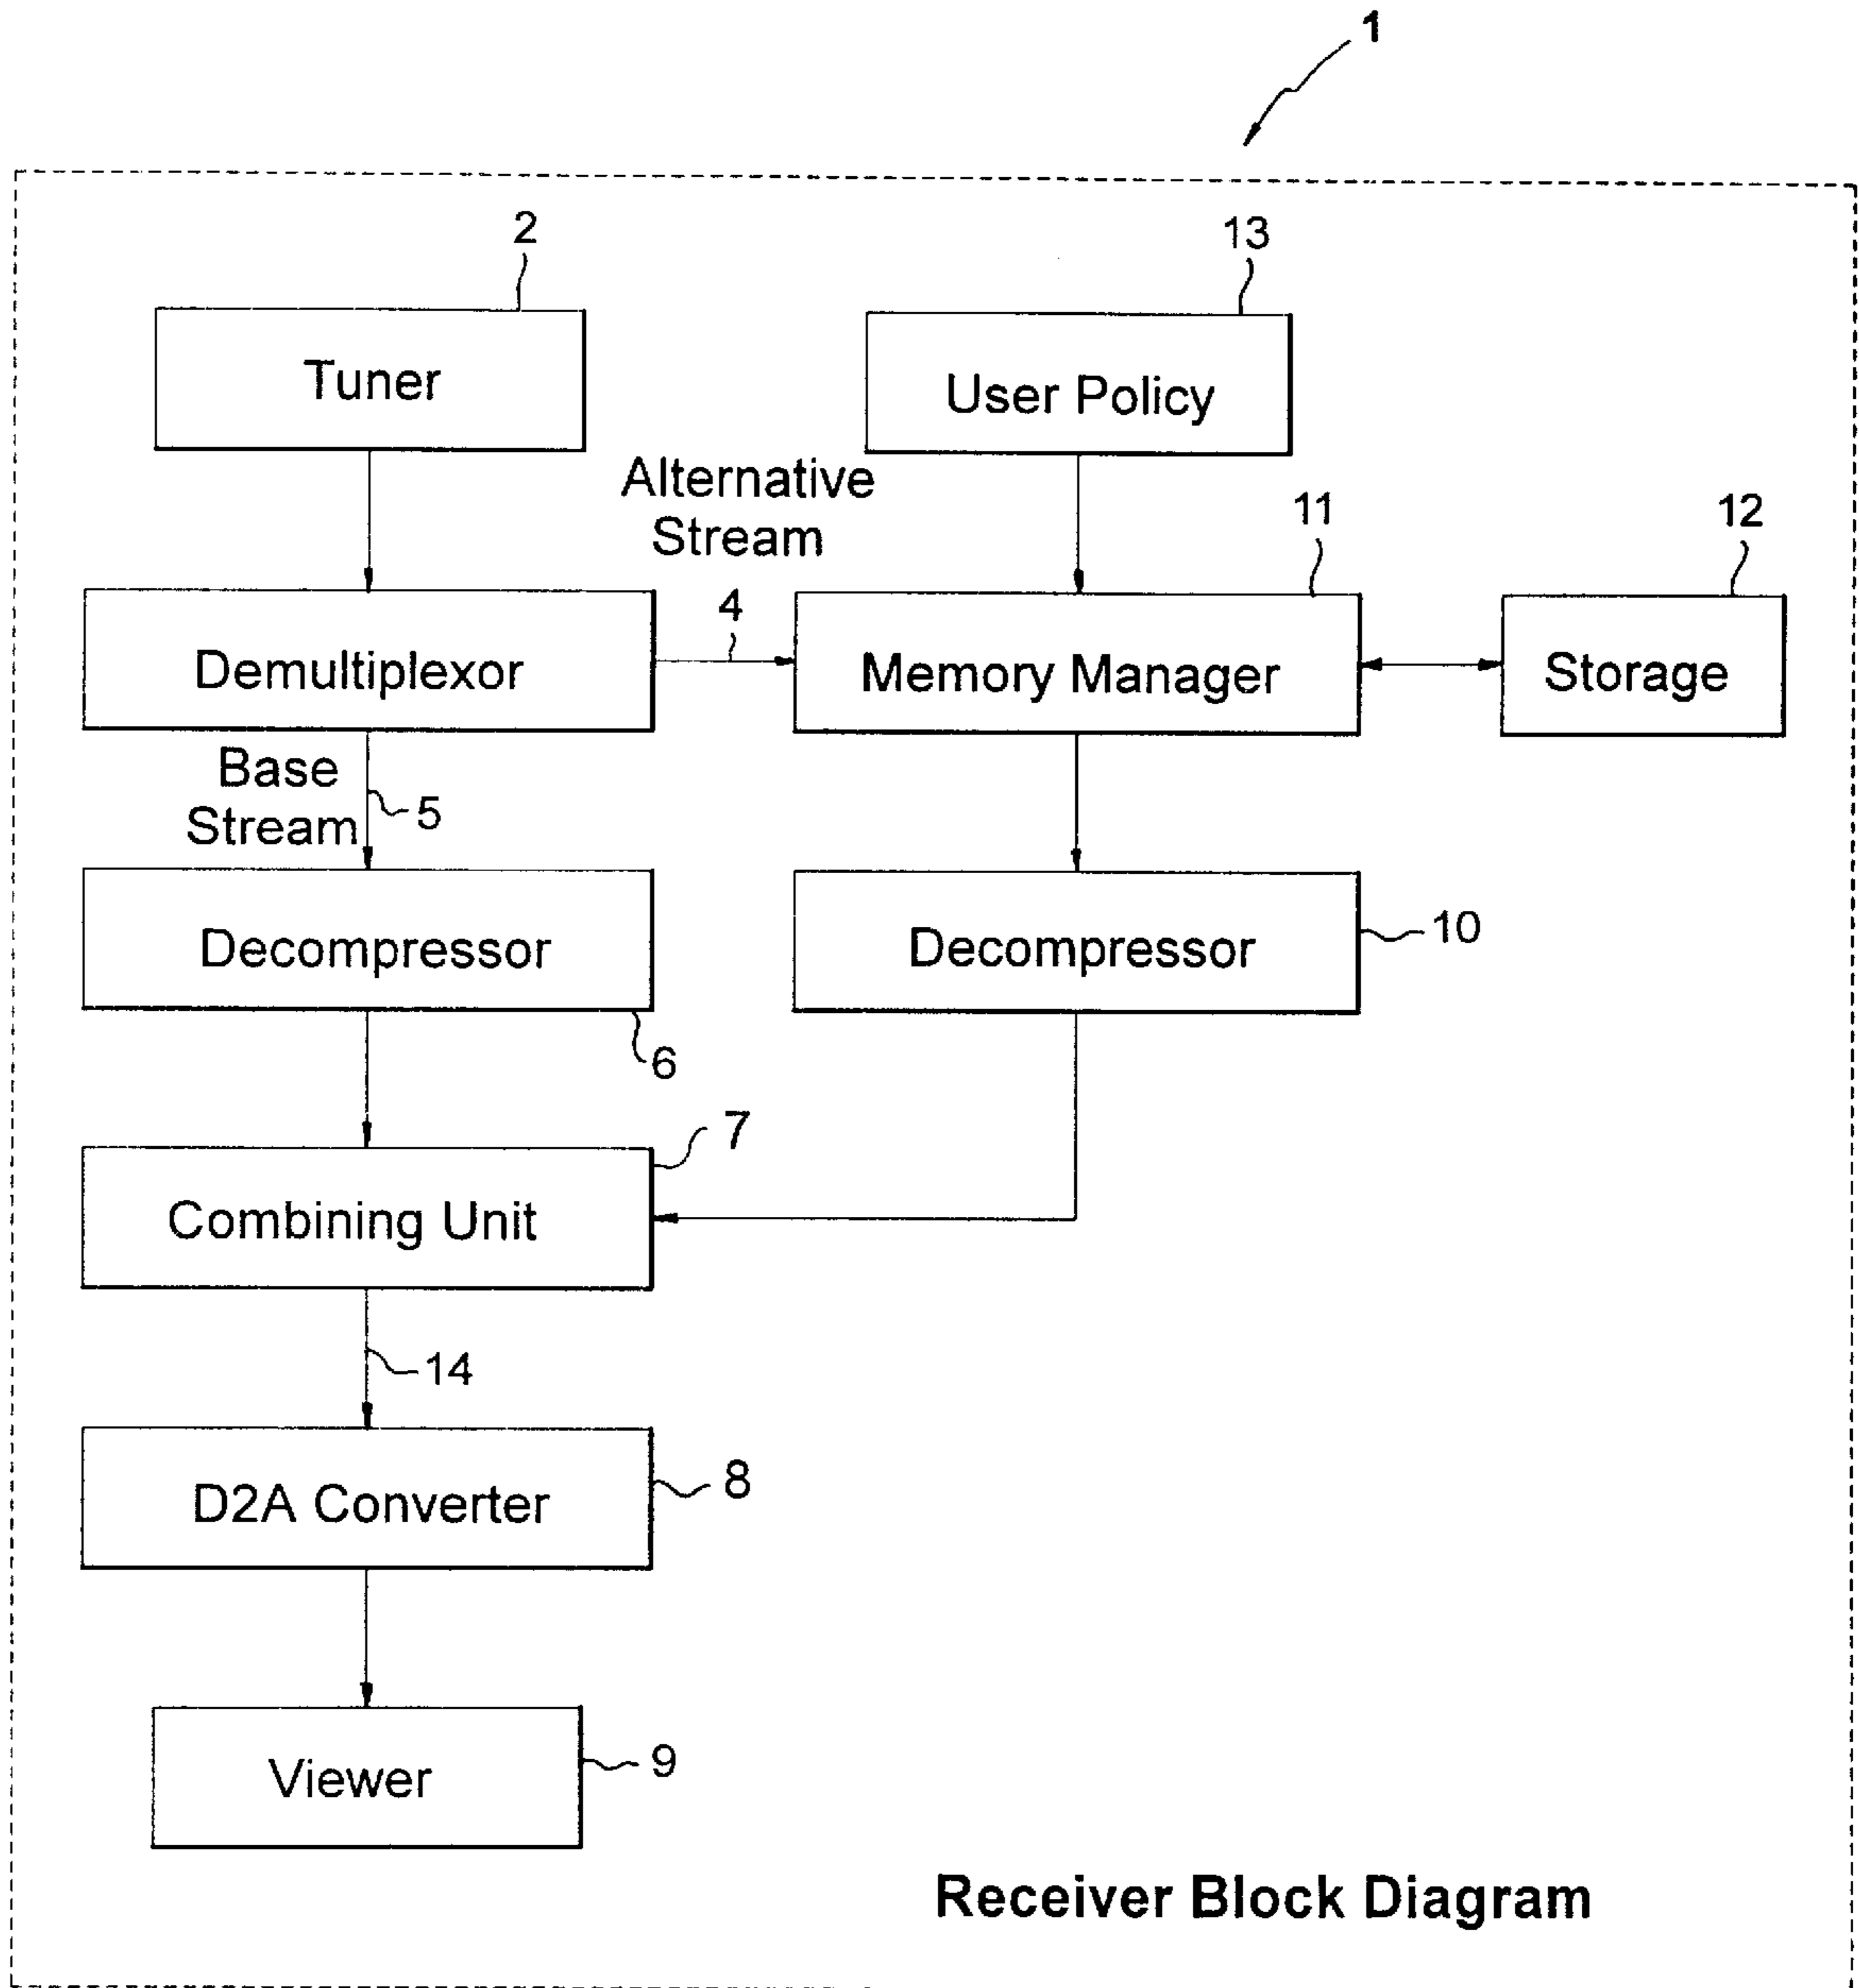 1
2
13
Tuner
User Policy
Alternative
Stream
11
12
4
Demultiplexor
Memory Manager
Storage
Base
Stream
5
Decompressor
Decompressor
10
6
7
Combining Unit
14
D2A Converter
8
Viewer
9
Receiver Block Diagram